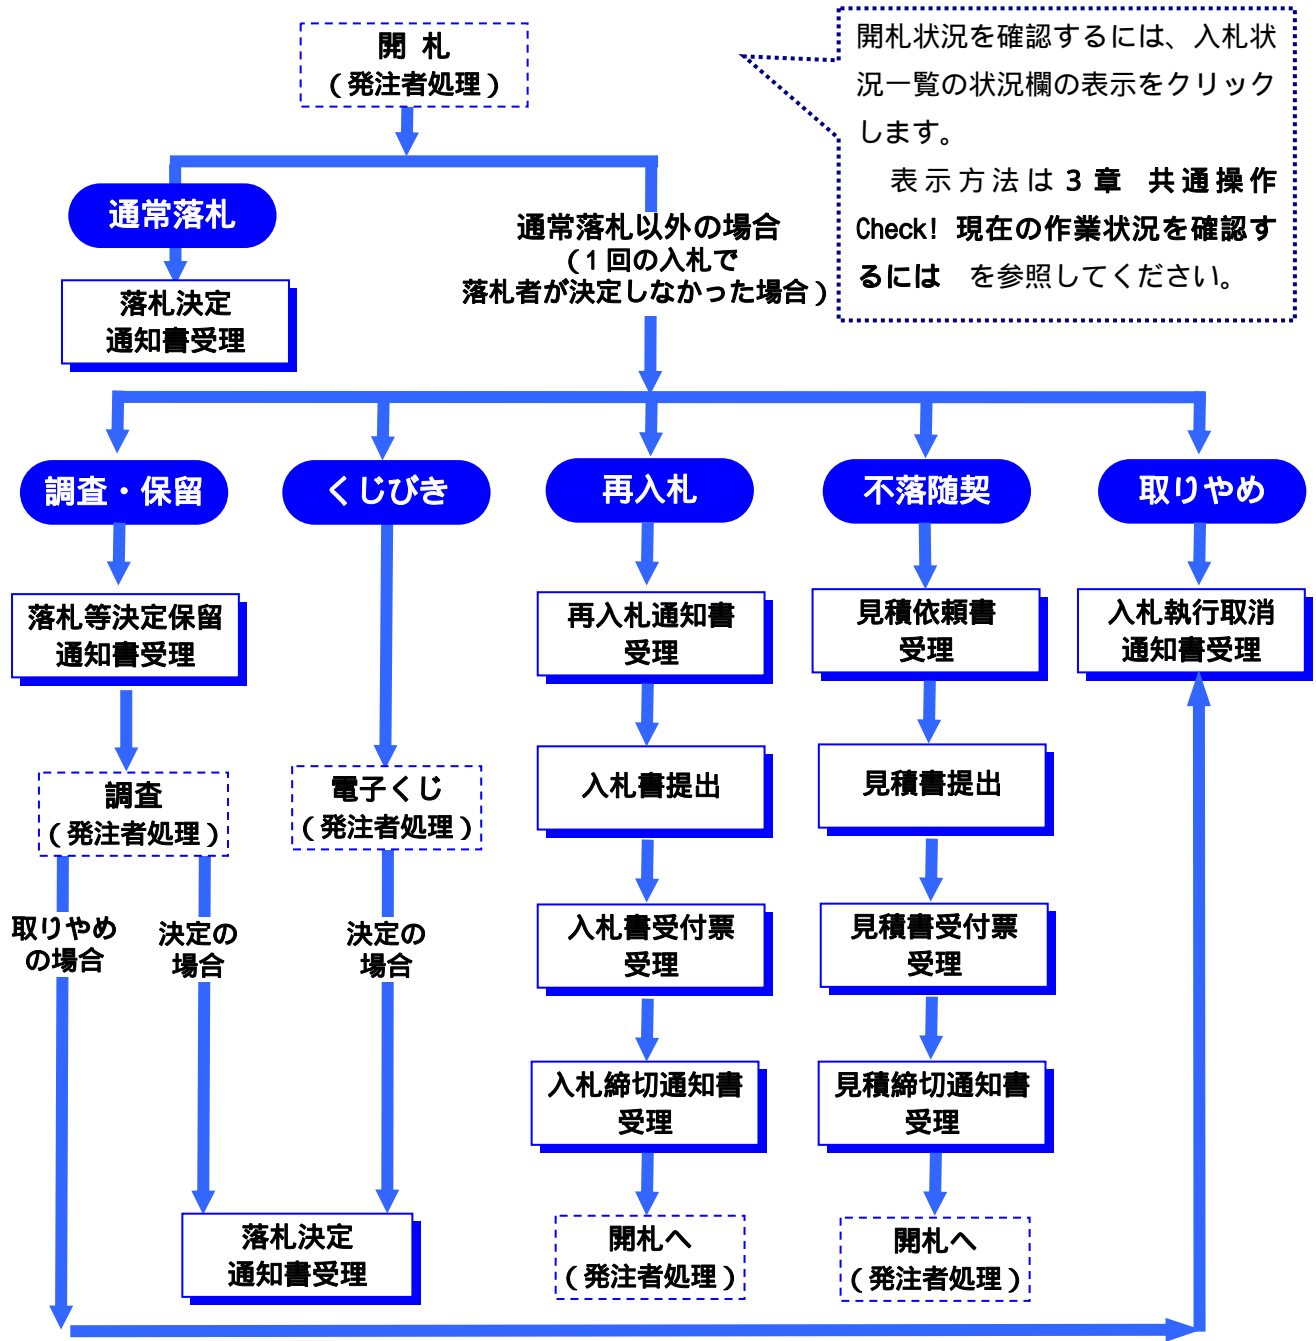 開 札
（発注者処理）
開札状況を確認するには、入札状
況一覧の状況欄の表示をクリック
します。
表示方法は 3 章 共通操作
Check! 現在の作業状況を確認す
るには を参照してください。
通常落札
落札決定
通知書受理
通常落札以外の場合
（1 回の入札で
落札者が決定しなかった場合）
調査・保留
くじびき
再入札
不落随契
取りやめ
落札等決定保留
通知書受理
再入札通知書
受理
見積依頼書
受理
入札執行取消
通知書受理
調査
（発注者処理）
電子くじ
（発注者処理）
入札書提出
見積書提出
取りやめ
の場合
決定の
場合
決定の
場合
入札書受付票
受理
見積書受付票
受理
入札締切通知書
受理
見積締切通知書
受理
落札決定
通知書受理
開札へ
（発注者処理）
開札へ
（発注者処理）